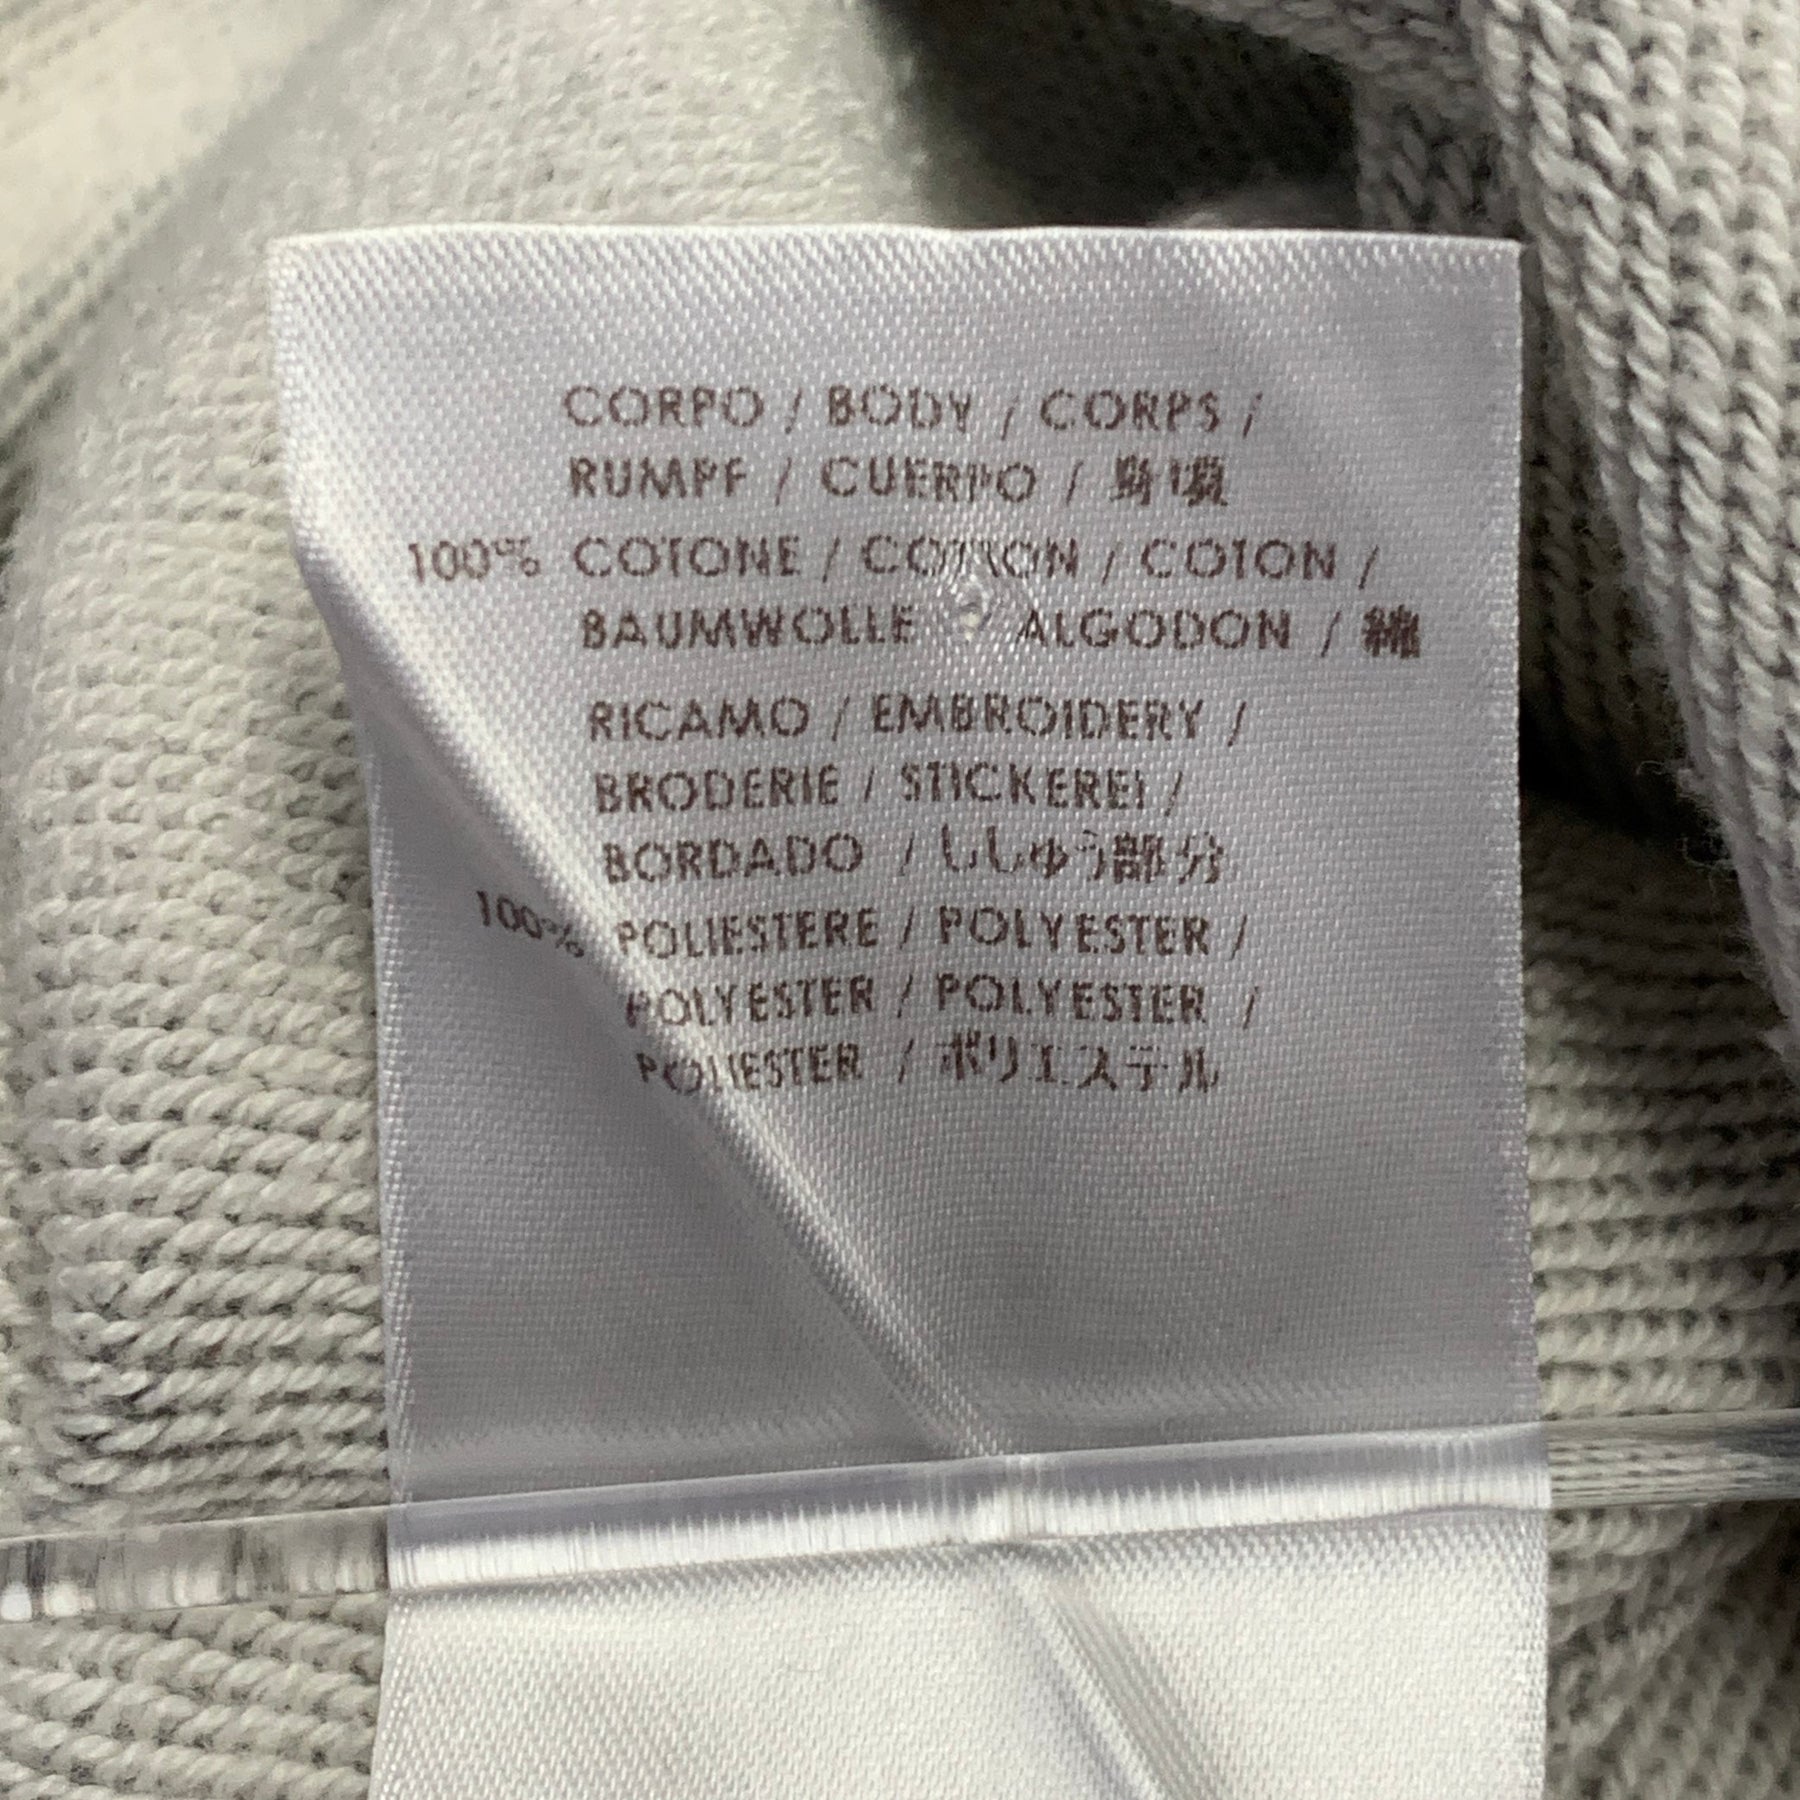 CORPO / BODY / CORPS /
RUMPF / CUERPO / 身頃
100% COTONE / COTTON / COTON /
BAUMWOLLE / ALGODON / 綿
RICAMO / EMBROIDERY /
BRODERIE / STICKEREI /
BORDADO / ししゅう部分
100% POLIESTERE / POLYESTER /
POLYESTER / POLYESTER /
POLIESTER / ポリエステル